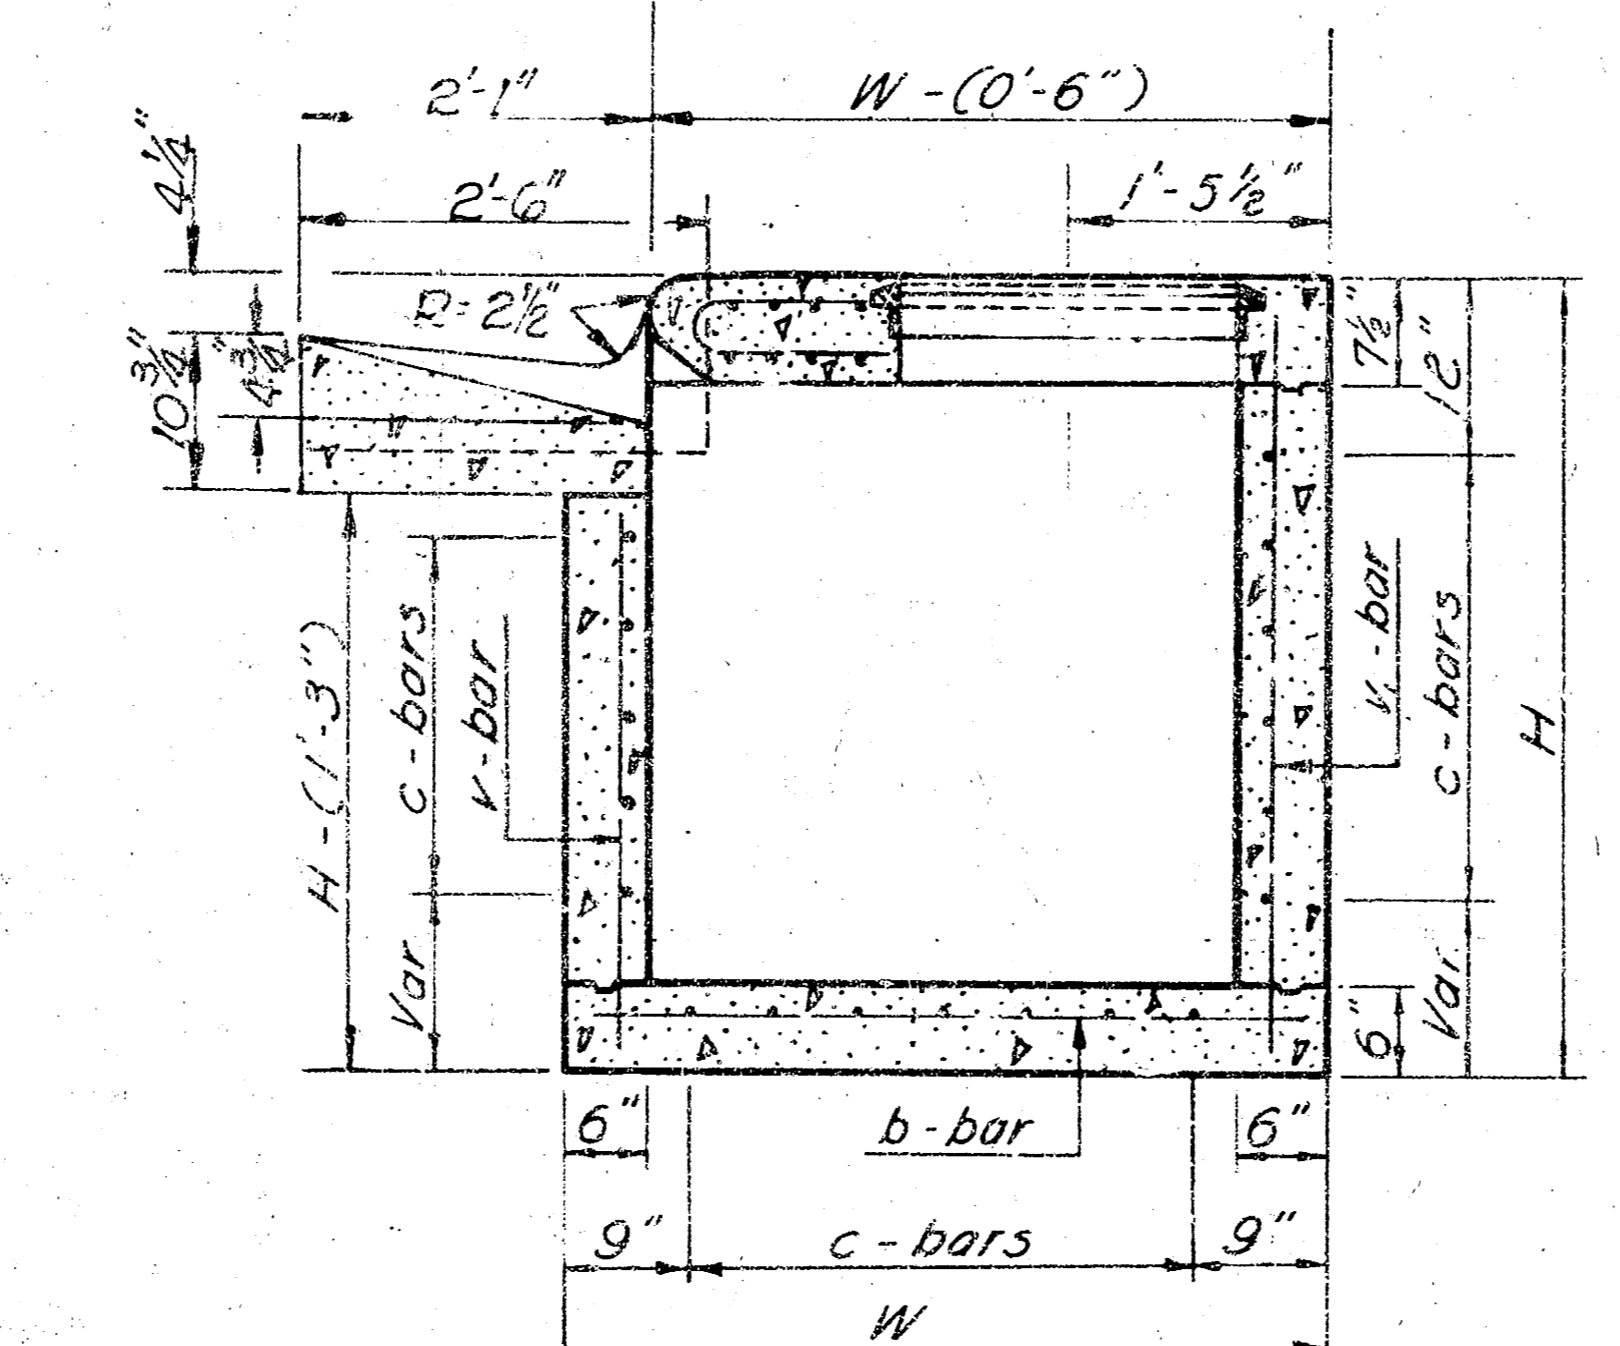 2'-1"
W - (0'-6")
4 1/4"
2'-6"
1'-5 1/2"
R = 2 1/2"
7 1/2"
12"
10 3/4"
4 3/4"
H - (1'-3")
c - bars
v - bar
Var
v, - bar
c - bars
H
6"
Var
6"
b - bar
6"
9"
c - bars
9"
W